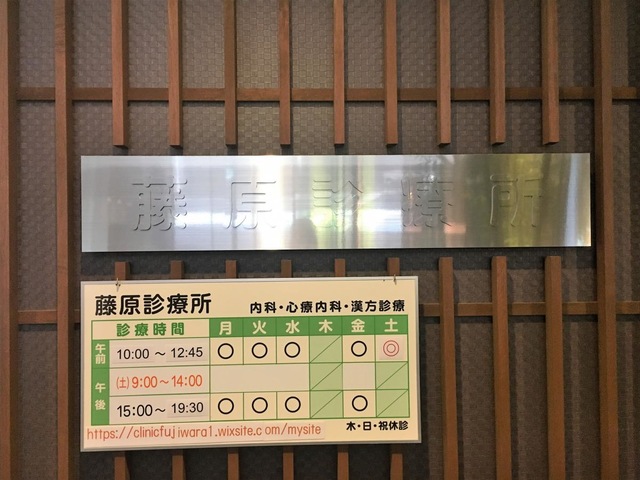 藤原診療所
藤原診療所 内科・心療内科・漢方診療
診療時間 月 火 水 木 金 土
午前 10:00 ～ 12:45 ○ ○ ○ ○ ◎
(土) 9:00 ～ 14:00
午後 15:00 ～ 19:30 ○ ○ ○ ○
https://clinicfujiwara1.wixsite.com/mysite 木・日・祝休診